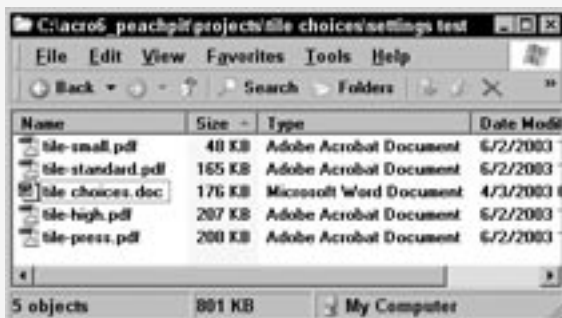 C:\acro6_peachpit\projects\tile choices\settings test
File Edit View Favorites Tools Help
Back Search Folders »
Name Size Type Date Modi
tile-small.pdf 48 KB Adobe Acrobat Document 6/2/2003
tile-standard.pdf 165 KB Adobe Acrobat Document 6/2/2003
tile choices.doc 176 KB Microsoft Word Document 4/3/2003
tile-high.pdf 207 KB Adobe Acrobat Document 6/2/2003
tile-press.pdf 208 KB Adobe Acrobat Document 6/2/2003
5 objects 801 KB My Computer